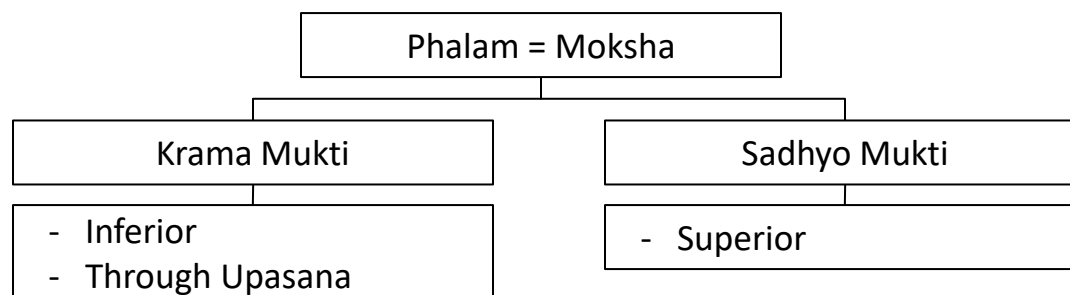 Phalam = Moksha
Krama Mukti
Sadhyo Mukti
- Inferior
- Through Upasana
- Superior